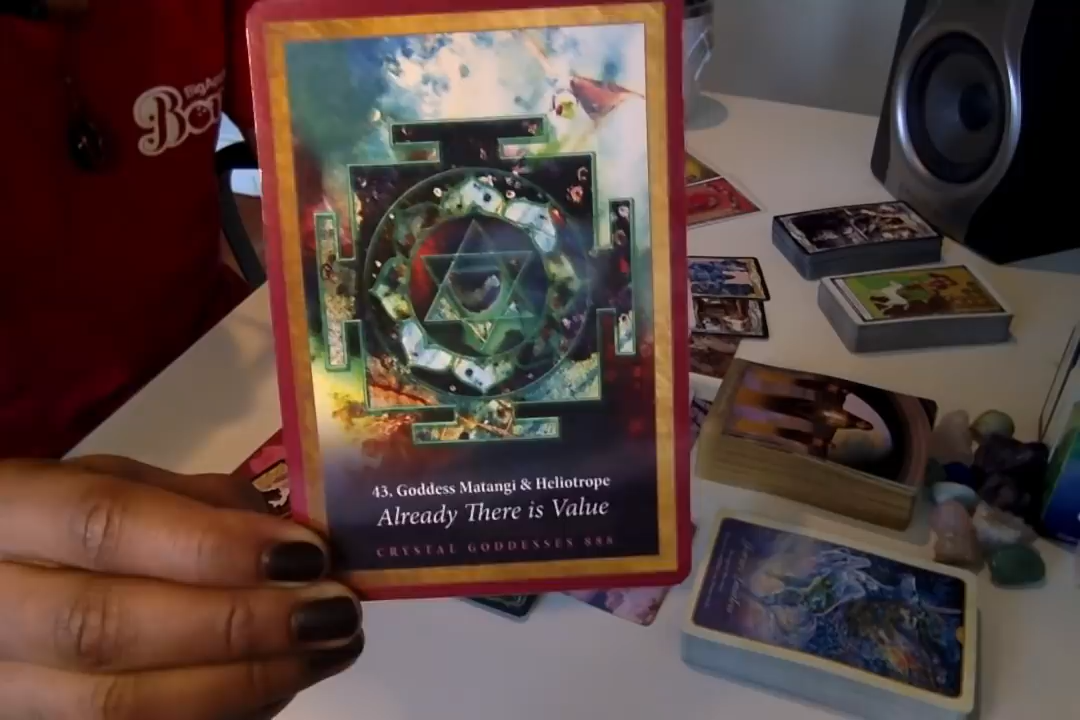 43. Goddess Matangi & Heliotrope
Already There is Value
CRYSTAL GODDESSES 888